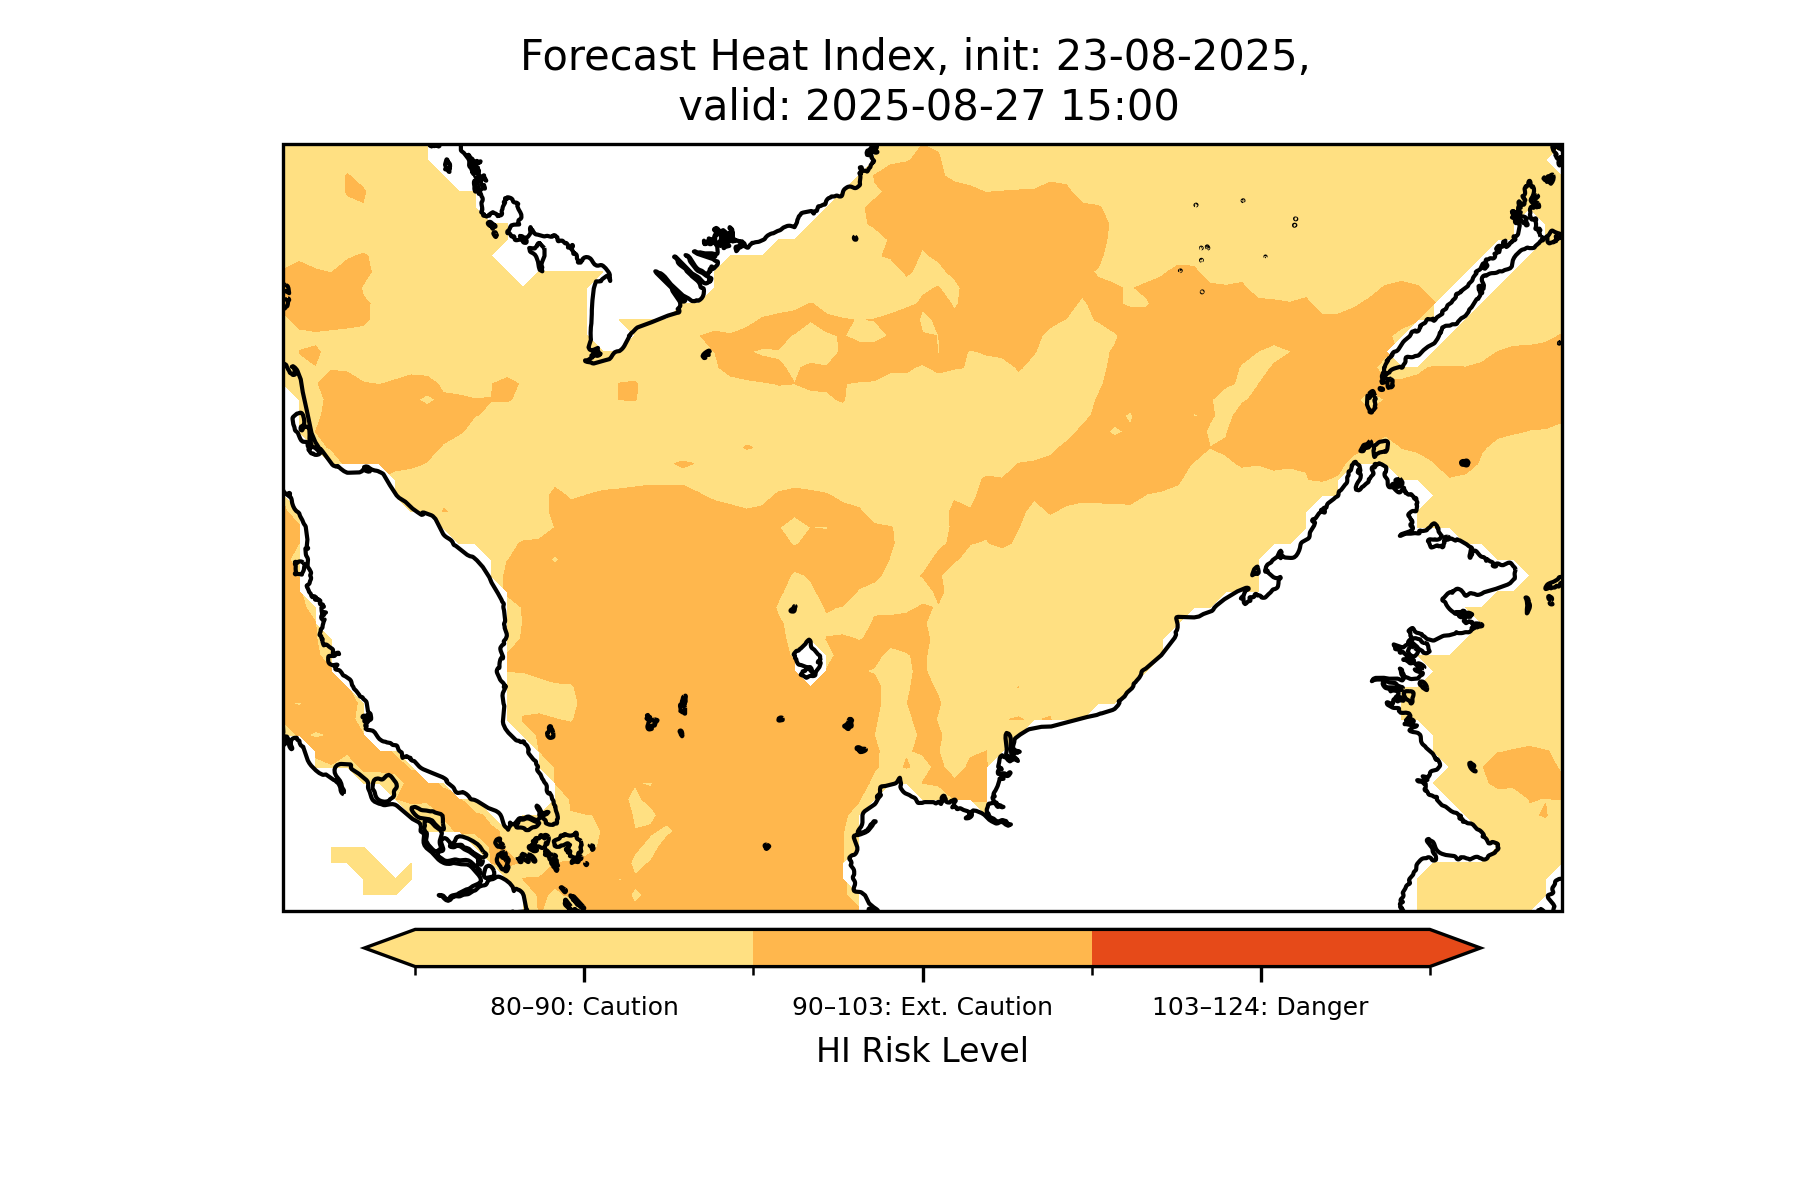 Forecast Heat Index, init: 23-08-2025,
valid: 2025-08-27 15:00
80–90: Caution
90–103: Ext. Caution
103–124: Danger
HI Risk Level